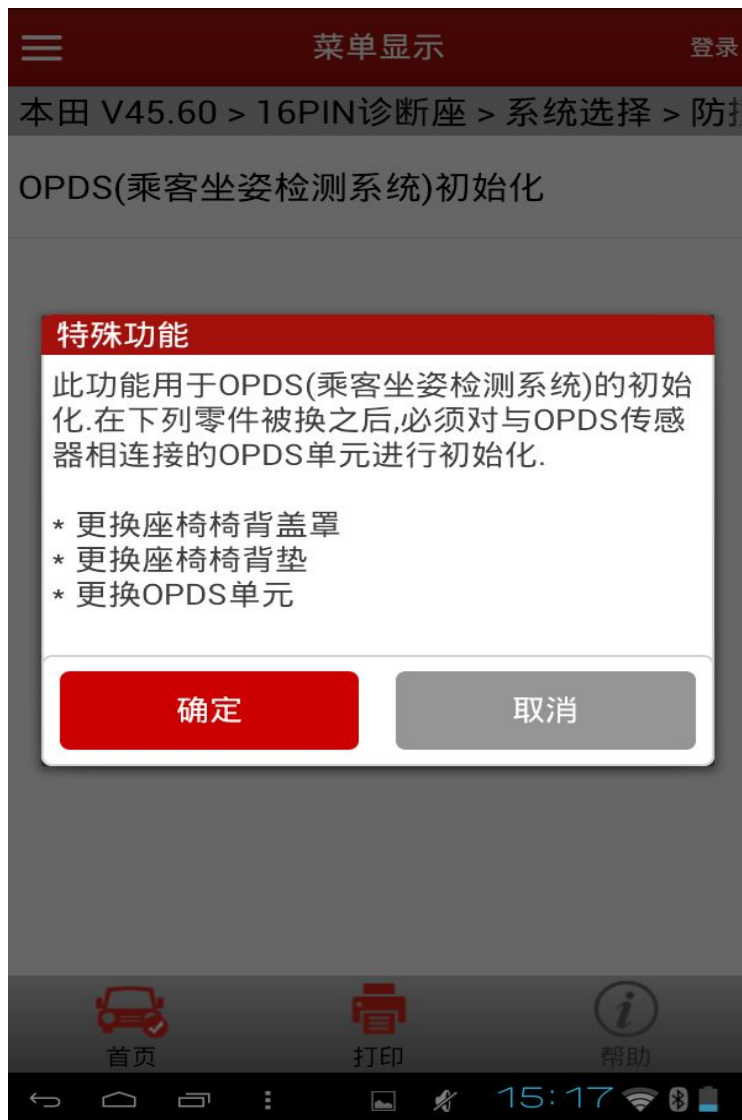 菜单显示
登录
本田 V45.60 > 16PIN诊断座 > 系统选择 > 防
OPDS(乘客坐姿检测系统)初始化
特殊功能
此功能用于OPDS(乘客坐姿检测系统)的初始
化.在下列零件被换之后,必须对与OPDS传感
器相连接的OPDS单元进行初始化.
* 更换座椅椅背盖罩
* 更换座椅椅背垫
* 更换OPDS单元
确定
取消
首页
打印
帮助
15:17